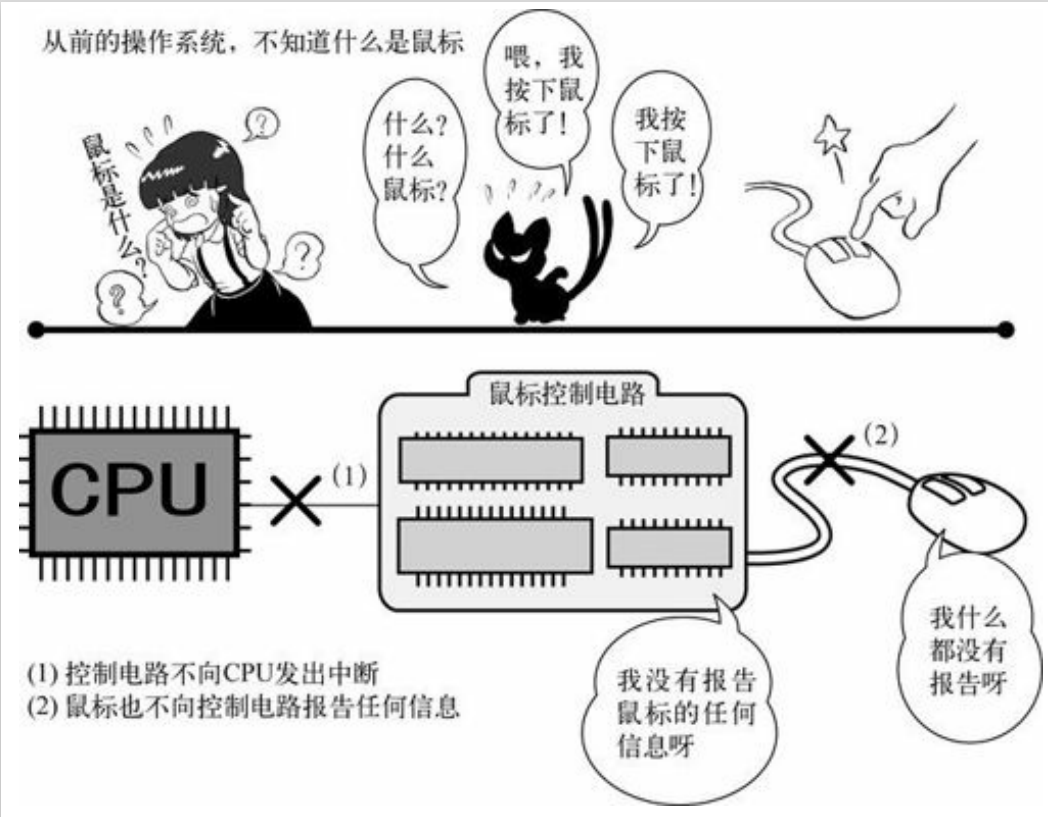 从前的操作系统，不知道什么是鼠标
鼠标是什么？
?
?
?
什么？
什么
鼠标？
喂，我
按下鼠
标了！
我按
下鼠
标了！
鼠标控制电路
CPU
(1)
(2)
我没有报告
鼠标的任何
信息呀
我什么
都没有
报告呀
(1) 控制电路不向CPU发出中断
(2) 鼠标也不向控制电路报告任何信息